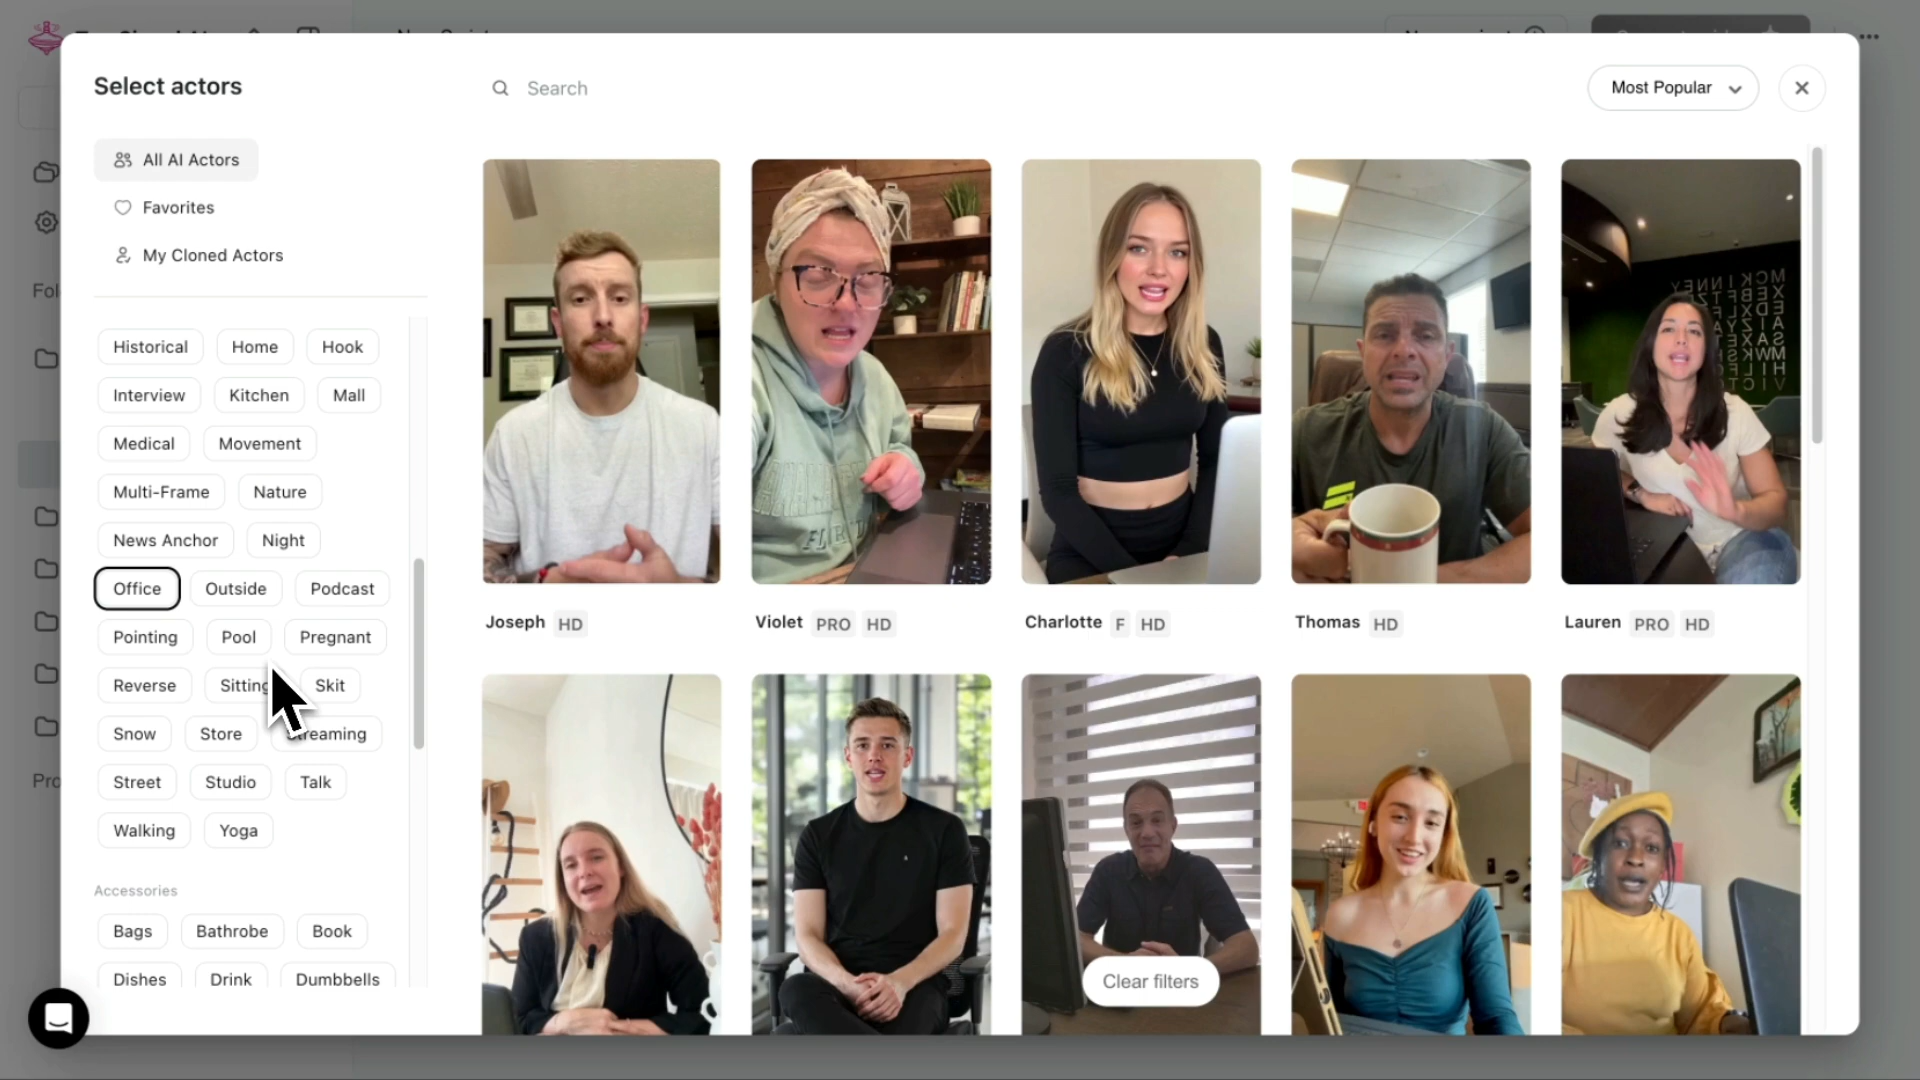 Select actors
Search
Most Popular
All AI Actors
Favorites
My Cloned Actors
Historical
Home
Hook
Interview
Kitchen
Mall
Medical
Movement
Multi-Frame
Nature
News Anchor
Night
Office
Outside
Podcast
Pointing
Pool
Pregnant
Reverse
Sitting
Skit
Snow
Store
Streaming
Street
Studio
Talk
Walking
Yoga
Accessories
Bags
Bathrobe
Book
Dishes
Drink
Dumbbells
Joseph HD
Violet PRO HD
Charlotte F HD
Thomas HD
Lauren PRO HD
Clear filters